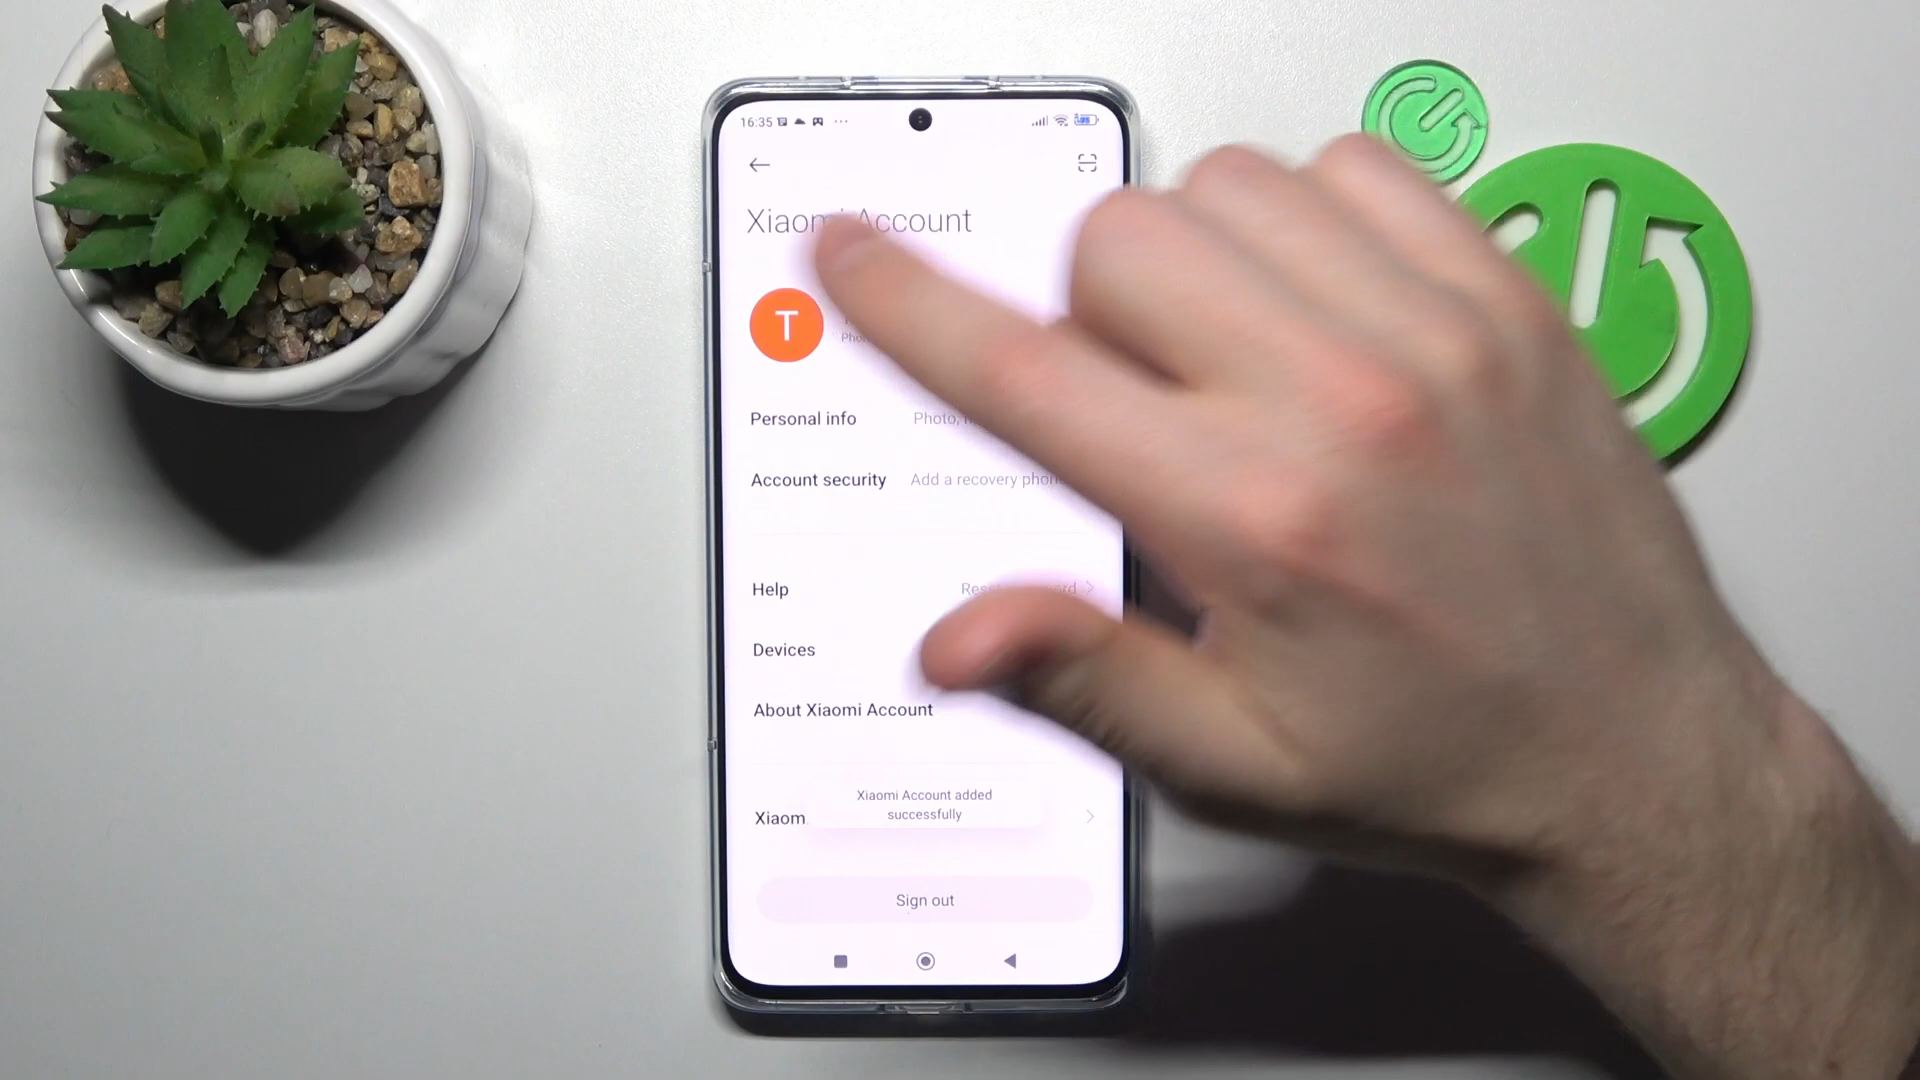 16:35
Xiaomi Account
T
Personal info Photo,
Account security Add a recovery phone
Help
Devices
About Xiaomi Account
Xiaomi Account added
successfully
Xiaom
Sign out